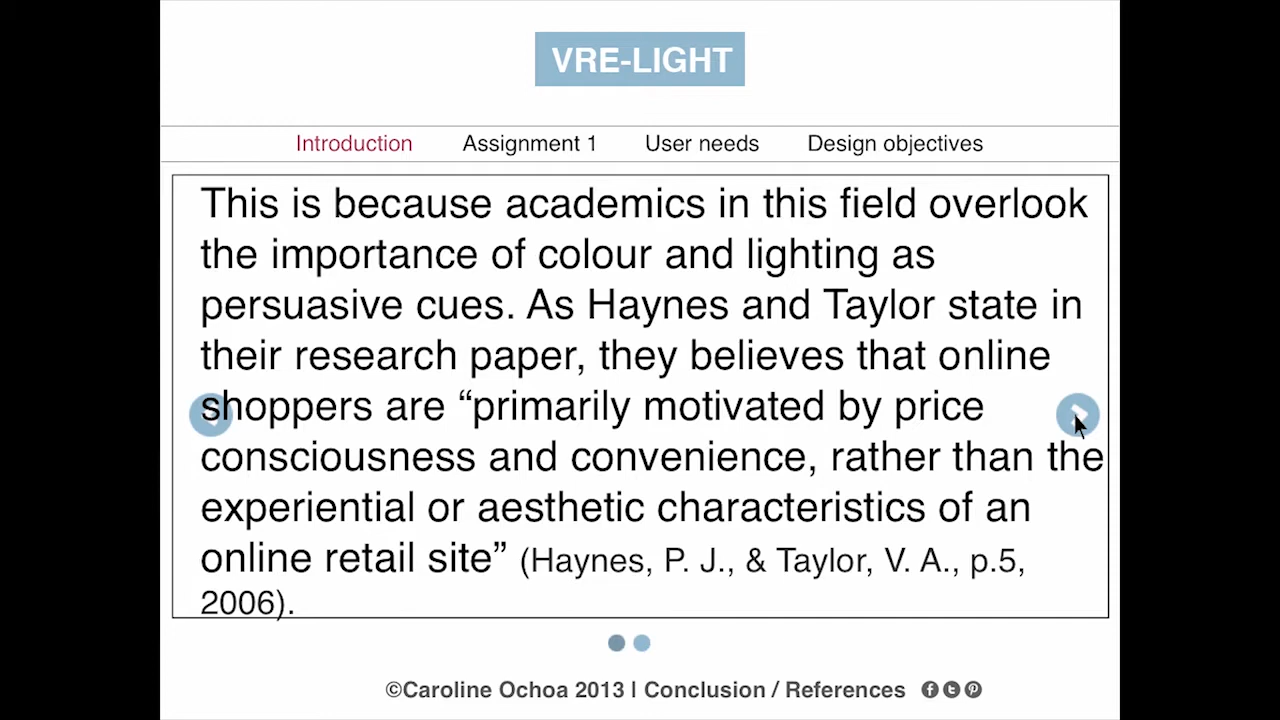 VRE-LIGHT
Introduction Assignment 1 User needs Design objectives
This is because academics in this field overlook
the importance of colour and lighting as
persuasive cues. As Haynes and Taylor state in
their research paper, they believes that online
shoppers are “primarily motivated by price
consciousness and convenience, rather than the
experiential or aesthetic characteristics of an
online retail site” (Haynes, P. J., & Taylor, V. A., p.5,
2006).
©Caroline Ochoa 2013 | Conclusion / References